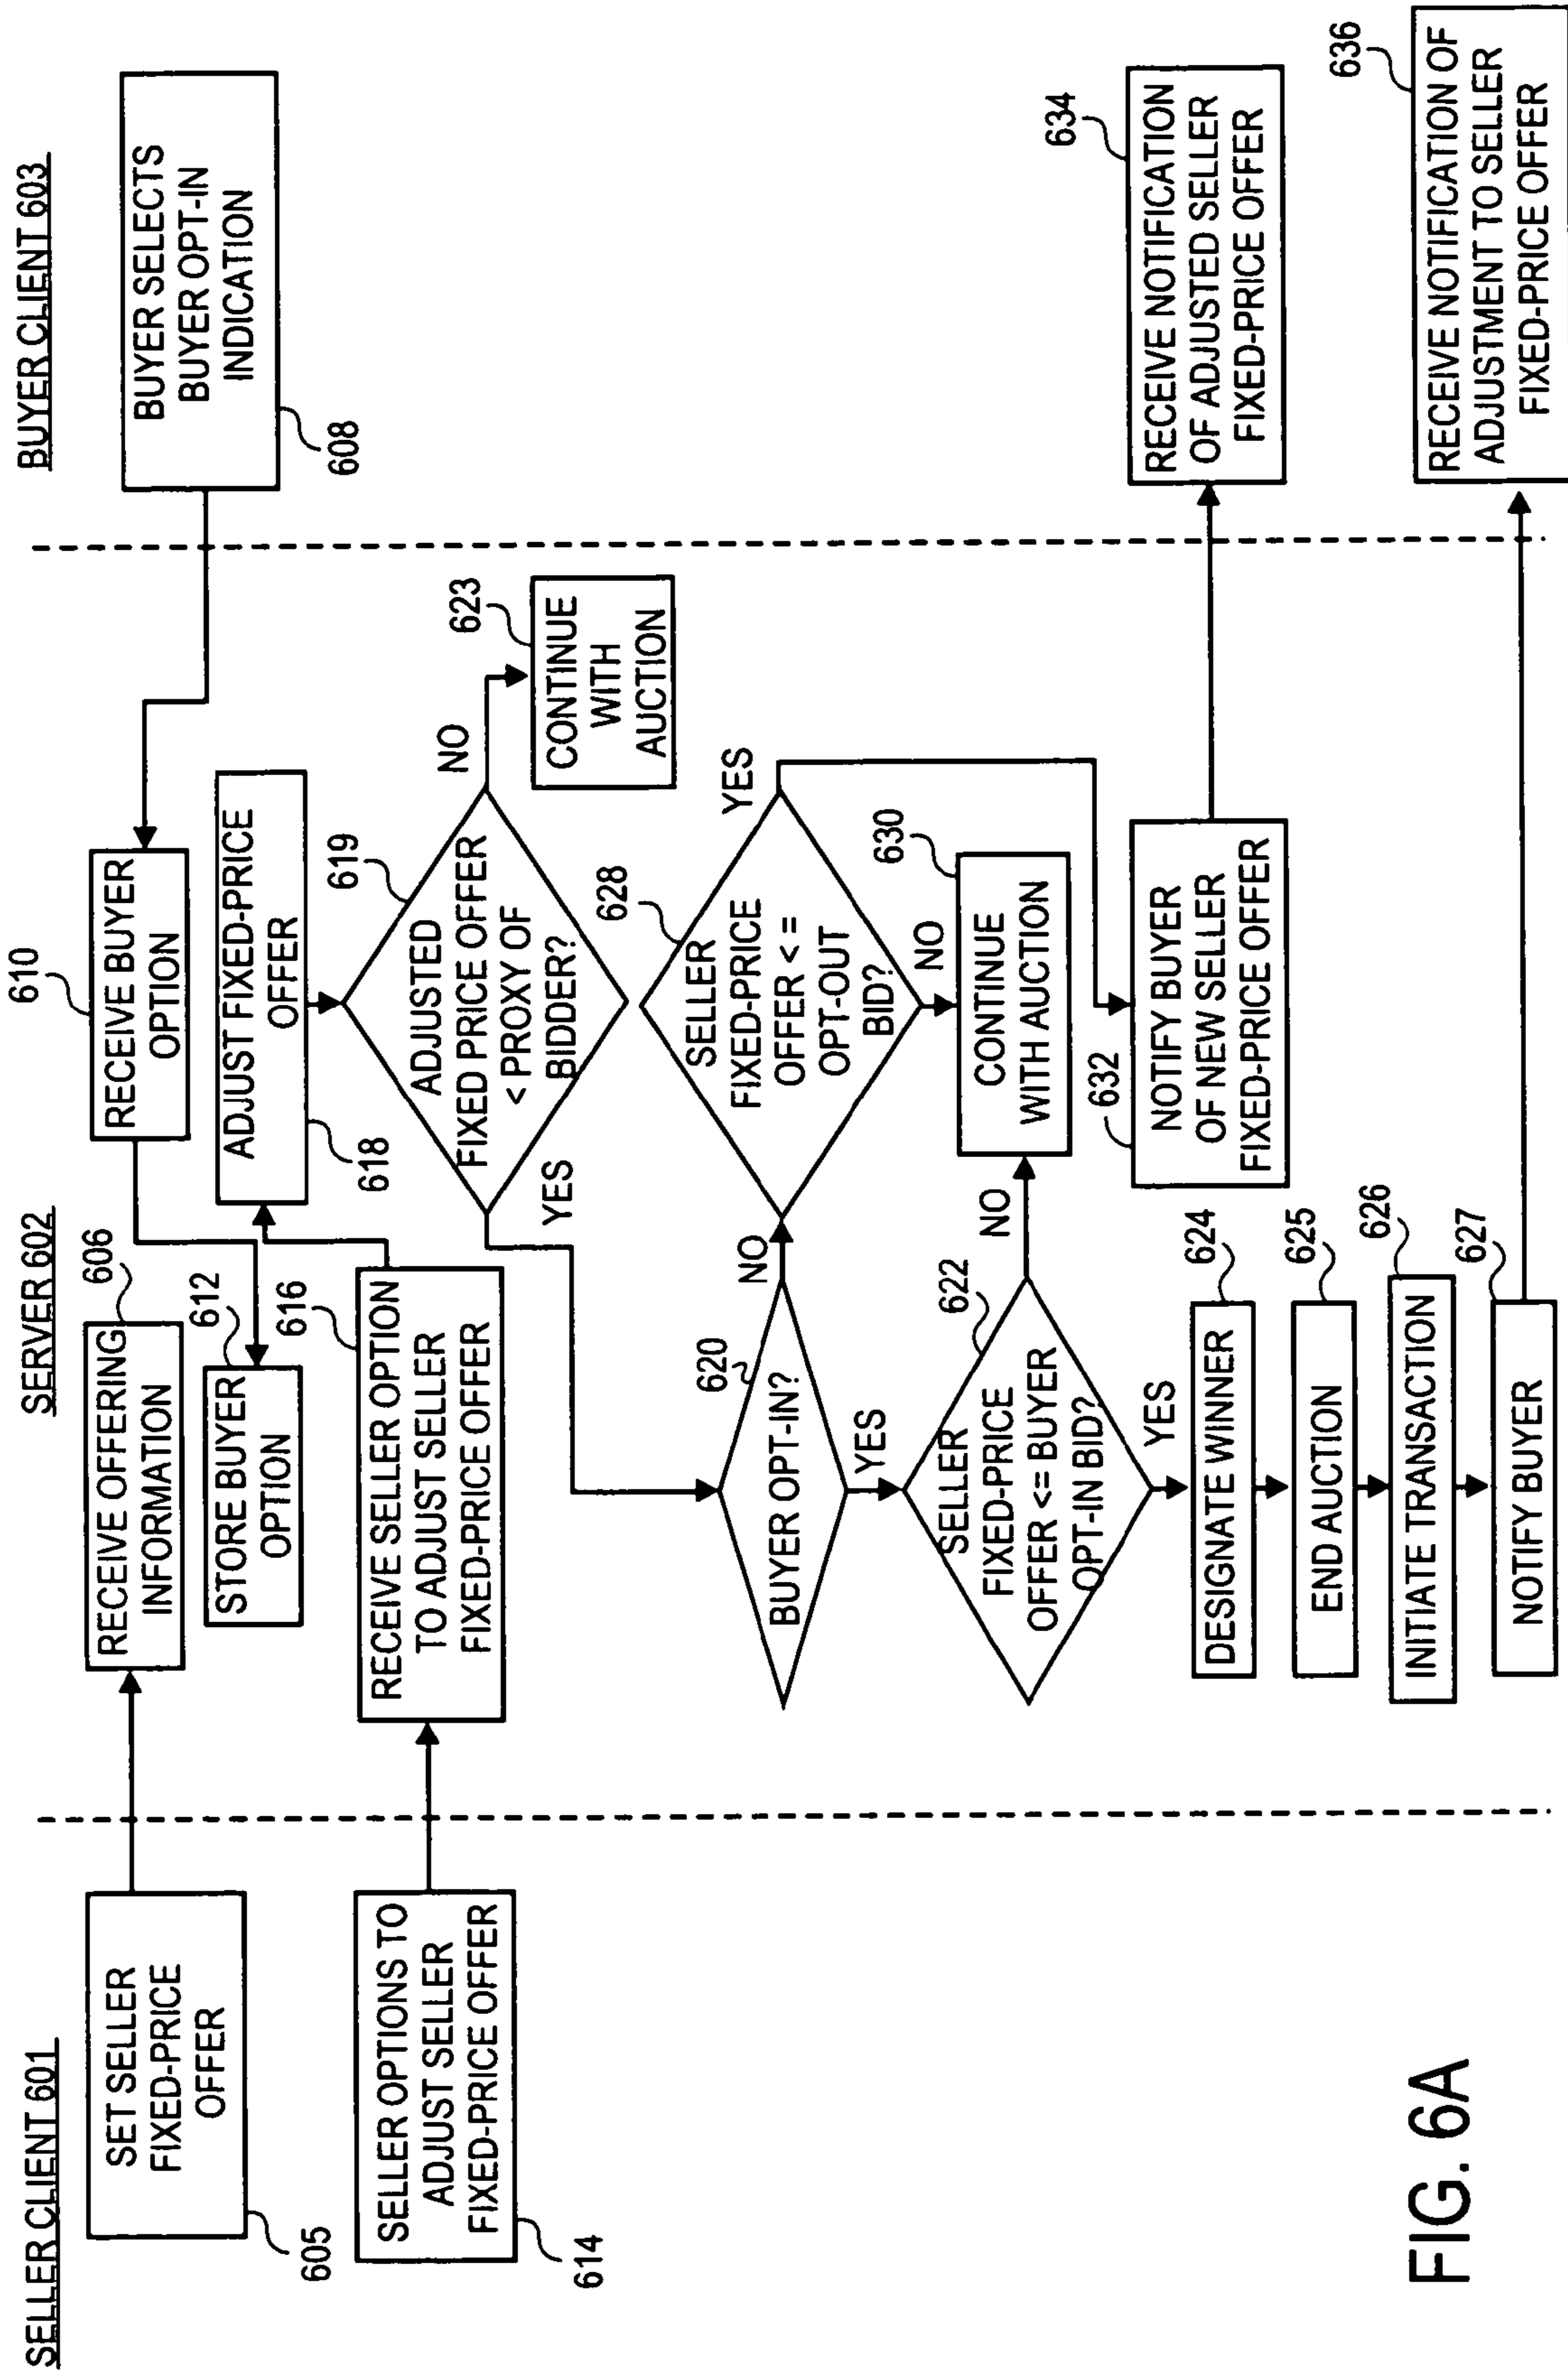 SELLER CLIENT 601
SET SELLER
FIXED-PRICE
OFFER
605
SELLER OPTIONS TO
ADJUST SELLER
FIXED-PRICE OFFER
614
SERVER 602
606
RECEIVE OFFERING
INFORMATION
610
RECEIVE BUYER
OPTION
612
STORE BUYER
OPTION
616
RECEIVE SELLER OPTION
TO ADJUST SELLER
FIXED-PRICE OFFER
ADJUST FIXED-PRICE
OFFER
618
619
ADJUSTED
FIXED PRICE OFFER
< PROXY OF
BIDDER?
NO
YES
623
CONTINUE
WITH
AUCTION
620
BUYER OPT-IN?
NO
YES
628
SELLER
FIXED-PRICE
OFFER < =
OPT-OUT
BID?
YES
NO
622
SELLER
FIXED-PRICE
OFFER <= BUYER
OPT-IN BID?
NO
YES
630
CONTINUE
WITH AUCTION
632
NOTIFY BUYER
OF NEW SELLER
FIXED-PRICE OFFER
624
DESIGNATE WINNER
625
END AUCTION
626
INITIATE TRANSACTION
627
NOTIFY BUYER
BUYER CLIENT 603
BUYER SELECTS
BUYER OPT-IN
INDICATION
608
634
RECEIVE NOTIFICATION
OF ADJUSTED SELLER
FIXED-PRICE OFFER
636
RECEIVE NOTIFICATION OF
ADJUSTMENT TO SELLER
FIXED-PRICE OFFER
FIG. 6A